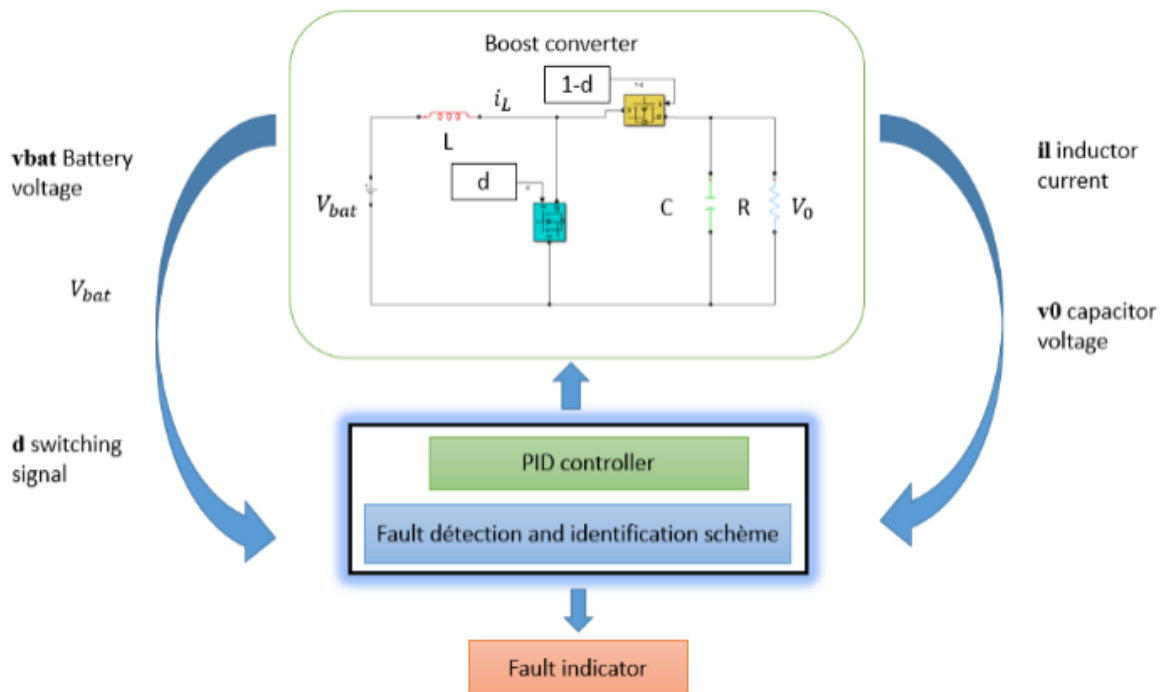 Boost converter
1-d
i_L
L
d
V_bat
C
R
V_0
vbat Battery
voltage
V_bat
d switching
signal
il inductor
current
v0 capacitor
voltage
PID controller
Fault détection and identification schème
Fault indicator